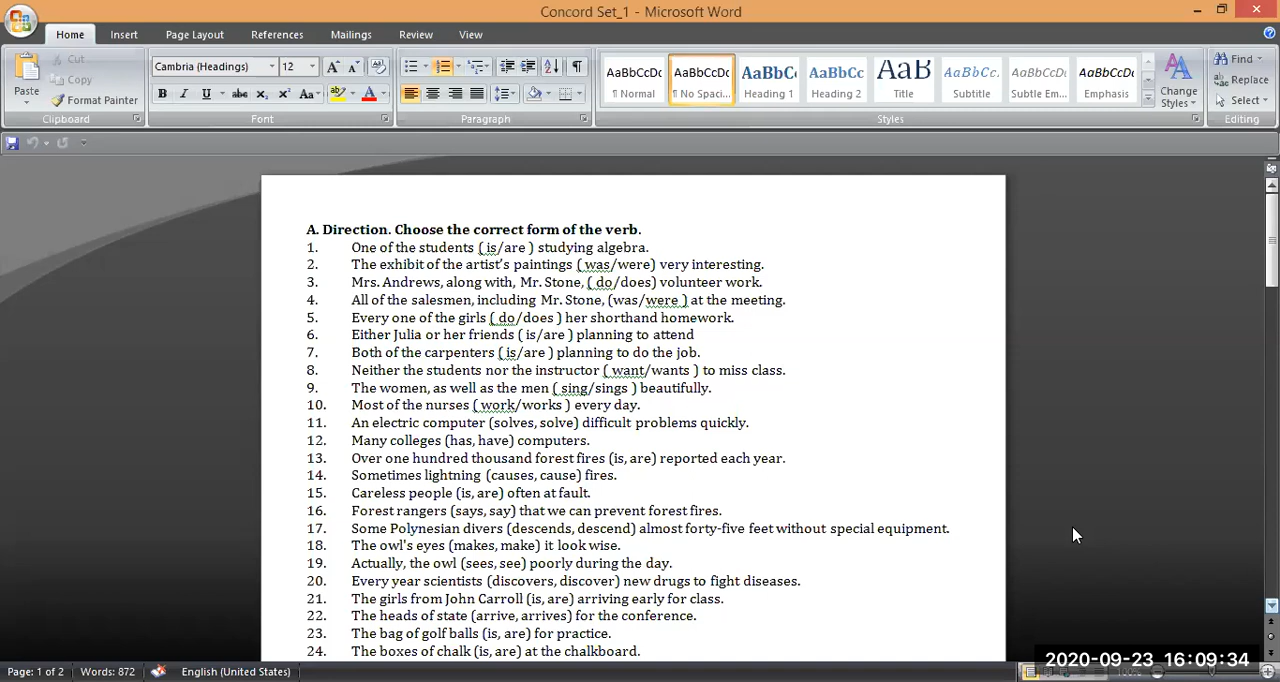 Concord Set_1 - Microsoft Word
Home Insert Page Layout References Mailings Review View
Paste
Cut
Copy
Format Painter
Clipboard
Cambria (Headings) 12
B I U abc X₂ X² Aa
Font
Paragraph
AaBbCcDc AaBbCcDc AaBbC AaBbCc AaB AaBbCc. AaBbCcDc AaBbCcDc
¶ Normal ¶ No Spaci... Heading 1 Heading 2 Title Subtitle Subtle Em... Emphasis
Change Styles
Styles
Find
Replace
Select
Editing
A. Direction. Choose the correct form of the verb.
1. One of the students ( is/are ) studying algebra.
2. The exhibit of the artist's paintings ( was/were) very interesting.
3. Mrs. Andrews, along with, Mr. Stone, ( do/does) volunteer work.
4. All of the salesmen, including Mr. Stone, (was/were ) at the meeting.
5. Every one of the girls ( do/does ) her shorthand homework.
6. Either Julia or her friends ( is/are ) planning to attend
7. Both of the carpenters ( is/are ) planning to do the job.
8. Neither the students nor the instructor ( want/wants ) to miss class.
9. The women, as well as the men ( sing/sings ) beautifully.
10. Most of the nurses ( work/works ) every day.
11. An electric computer (solves, solve) difficult problems quickly.
12. Many colleges (has, have) computers.
13. Over one hundred thousand forest fires (is, are) reported each year.
14. Sometimes lightning (causes, cause) fires.
15. Careless people (is, are) often at fault.
16. Forest rangers (says, say) that we can prevent forest fires.
17. Some Polynesian divers (descends, descend) almost forty-five feet without special equipment.
18. The owl's eyes (makes, make) it look wise.
19. Actually, the owl (sees, see) poorly during the day.
20. Every year scientists (discovers, discover) new drugs to fight diseases.
21. The girls from John Carroll (is, are) arriving early for class.
22. The heads of state (arrive, arrives) for the conference.
23. The bag of golf balls (is, are) for practice.
24. The boxes of chalk (is, are) at the chalkboard.
2020-09-23 16:09:34
Page: 1 of 2 Words: 872 English (United States)